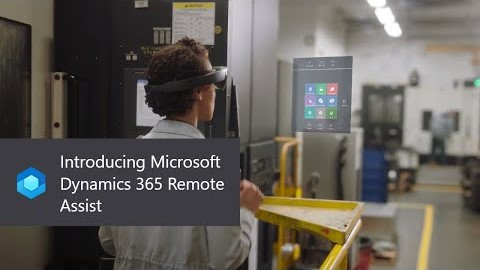 Introducing Microsoft
Dynamics 365 Remote
Assist